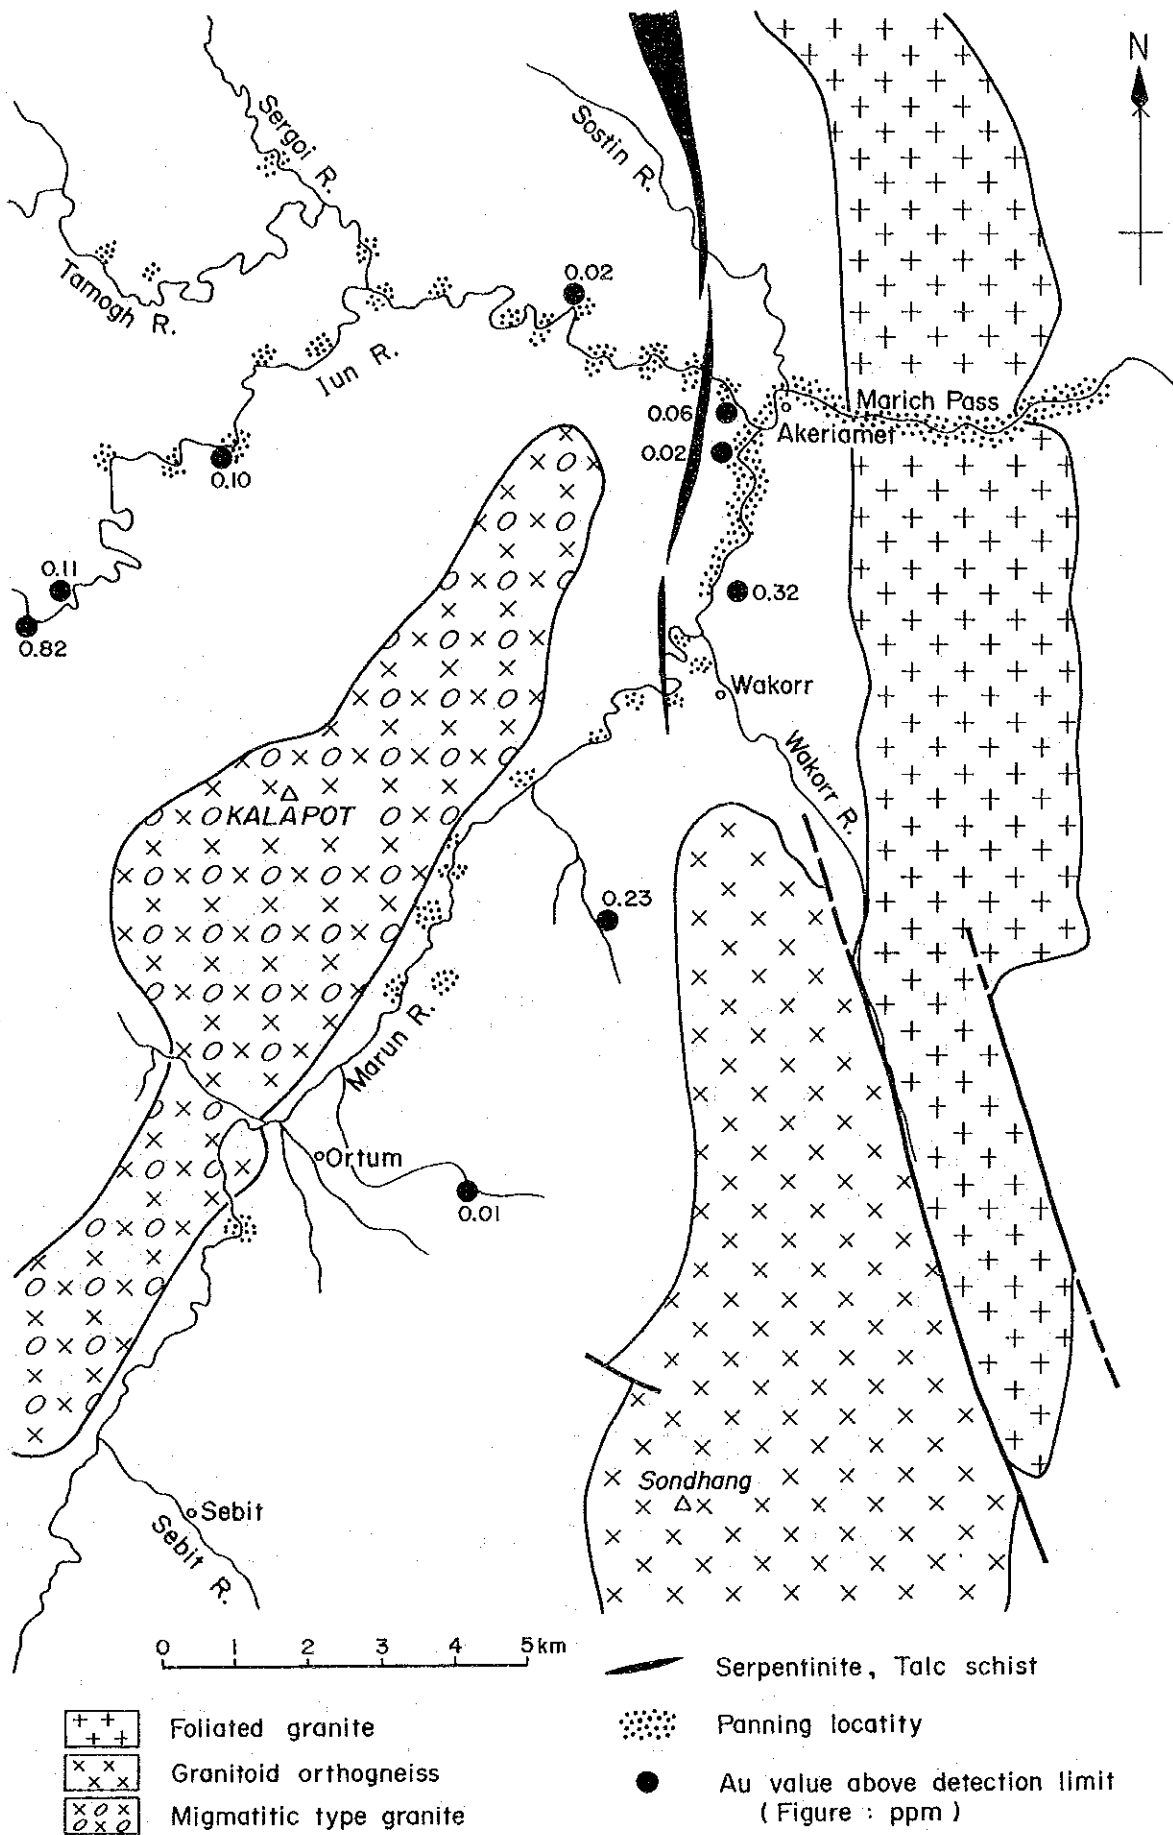 N
Sergoi R.
Sostin R.
Tamogh R.
0.02
Iun R.
Marich Pass
0.06
Akeriamet
0.02
0.10
0.11
0.32
0.82
Wakorr
Wakorr R.
KALAPOT
0.23
Marun R.
Ortum
0.01
Sondhang
Sebit
Sebit R.
0 1 2 3 4 5 km
Serpentinite, Talc schist
Foliated granite
Panning locatity
Granitoid orthogneiss
Au value above detection limit
(Figure : ppm)
Migmatitic type granite